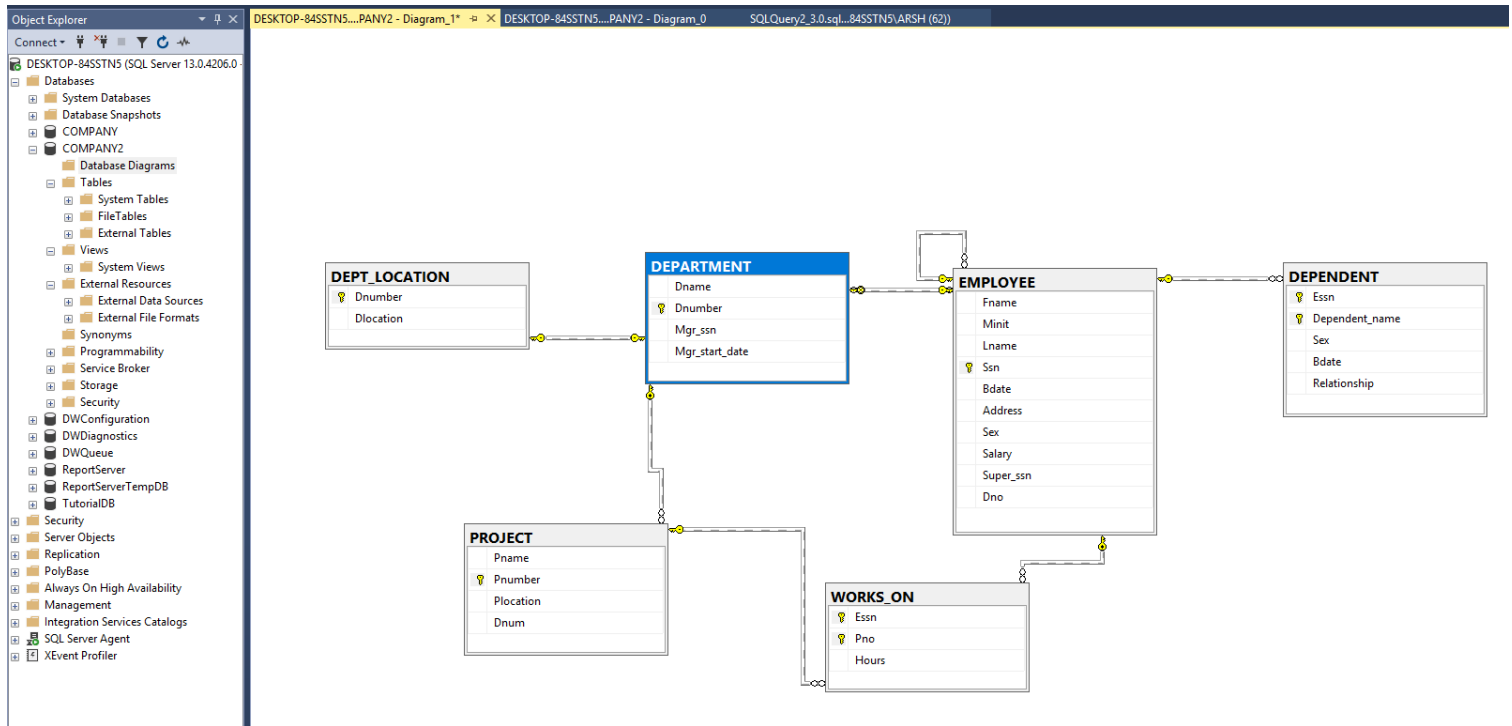 Object Explorer
Connect
DESKTOP-84SSTN5 (SQL Server 13.0.4206.0 -
Databases
System Databases
Database Snapshots
COMPANY
COMPANY2
Database Diagrams
Tables
System Tables
FileTables
External Tables
Views
System Views
External Resources
External Data Sources
External File Formats
Synonyms
Programmability
Service Broker
Storage
Security
DWConfiguration
DWDiagnostics
DWQueue
ReportServer
ReportServerTempDB
TutorialDB
Security
Server Objects
Replication
PolyBase
Always On High Availability
Management
Integration Services Catalogs
SQL Server Agent
XEvent Profiler
DESKTOP-84SSTN5....PANY2 - Diagram_1*
DESKTOP-84SSTN5....PANY2 - Diagram_0
SQLQuery2_3.0.sql...84SSTN5\ARSH (62))
DEPT_LOCATION
Dnumber
Dlocation
DEPARTMENT
Dname
Dnumber
Mgr_ssn
Mgr_start_date
EMPLOYEE
Fname
Minit
Lname
Ssn
Bdate
Address
Sex
Salary
Super_ssn
Dno
DEPENDENT
Essn
Dependent_name
Sex
Bdate
Relationship
PROJECT
Pname
Pnumber
Plocation
Dnum
WORKS_ON
Essn
Pno
Hours